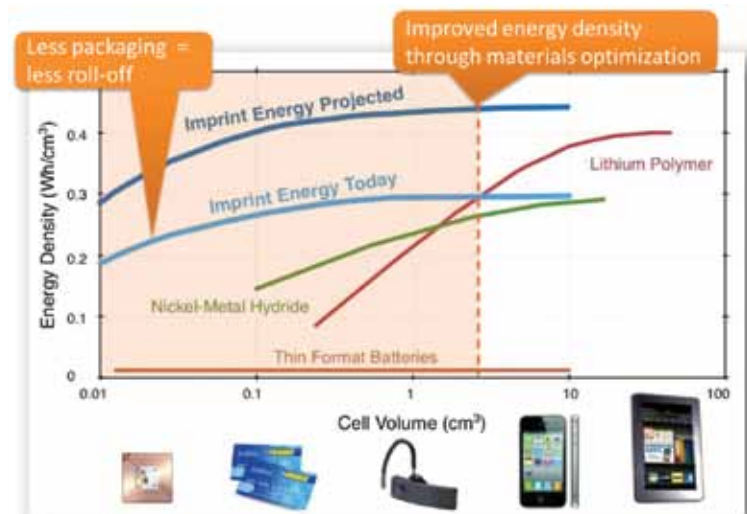 Less packaging =
less roll-off
Improved energy density
through materials optimization
Energy Density (Wh/cm³)
0.4
0.3
0.2
0.1
0
Imprint Energy Projected
Imprint Energy Today
Lithium Polymer
Nickel-Metal Hydride
Thin Format Batteries
0.01
0.1
1
10
100
Cell Volume (cm³)